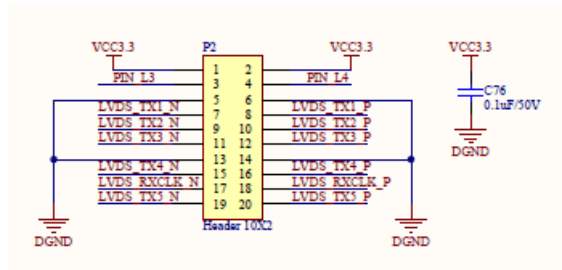 VCC3.3 P2 VCC3.3 VCC3.3
1 2
PIN_L3 3 4 PIN_L4
5 6
LVDS_TX1_N 7 8 LVDS_TX1_P
LVDS_TX2_N 9 10 LVDS_TX2_P
LVDS_TX3_N 11 12 LVDS_TX3_P
13 14
LVDS_TX4_N 15 16 LVDS_TX4_P
LVDS_RXCLK_N 17 18 LVDS_RXCLK_P
LVDS_TX5_N 19 20 LVDS_TX5_P
Header 10X2
DGND DGND
C76
0.1uF/50V
DGND